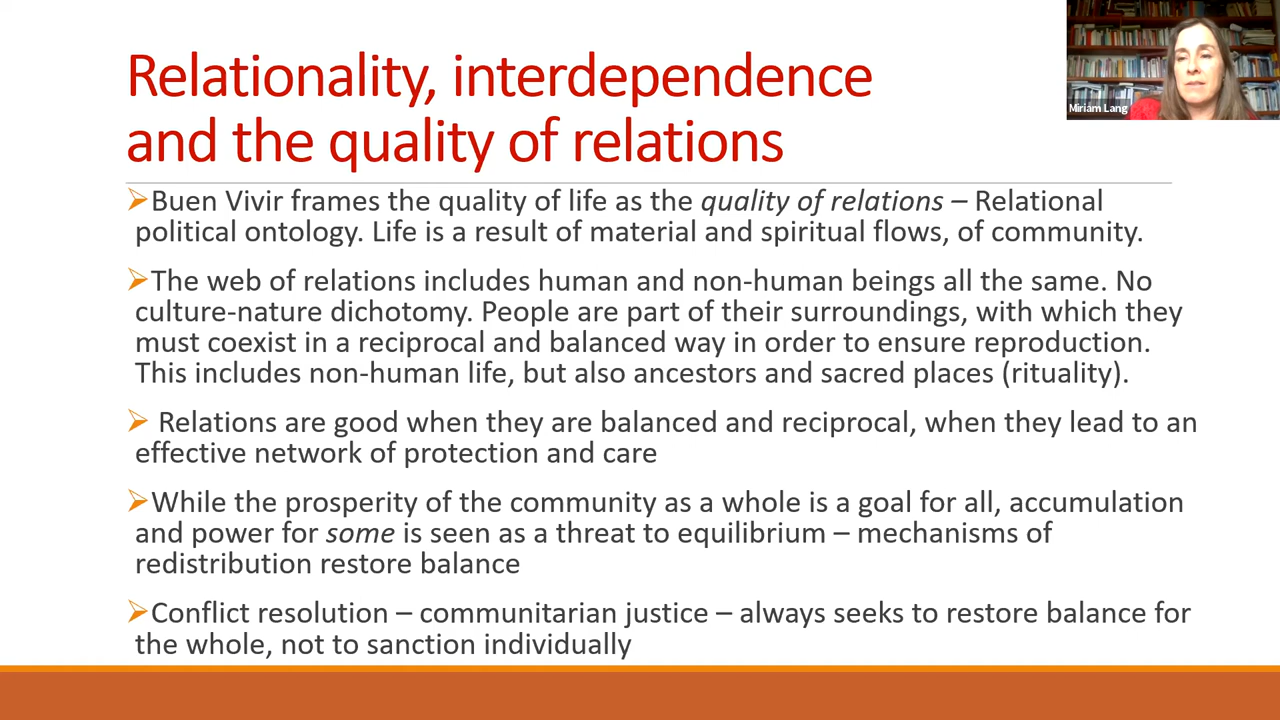 Relationality, interdependence
and the quality of relations
Miriam Lang
➢Buen Vivir frames the quality of life as the quality of relations – Relational
political ontology. Life is a result of material and spiritual flows, of community.
➢The web of relations includes human and non-human beings all the same. No
culture-nature dichotomy. People are part of their surroundings, with which they
must coexist in a reciprocal and balanced way in order to ensure reproduction.
This includes non-human life, but also ancestors and sacred places (rituality).
➢ Relations are good when they are balanced and reciprocal, when they lead to an
effective network of protection and care
➢While the prosperity of the community as a whole is a goal for all, accumulation
and power for some is seen as a threat to equilibrium – mechanisms of
redistribution restore balance
➢Conflict resolution – communitarian justice – always seeks to restore balance for
the whole, not to sanction individually